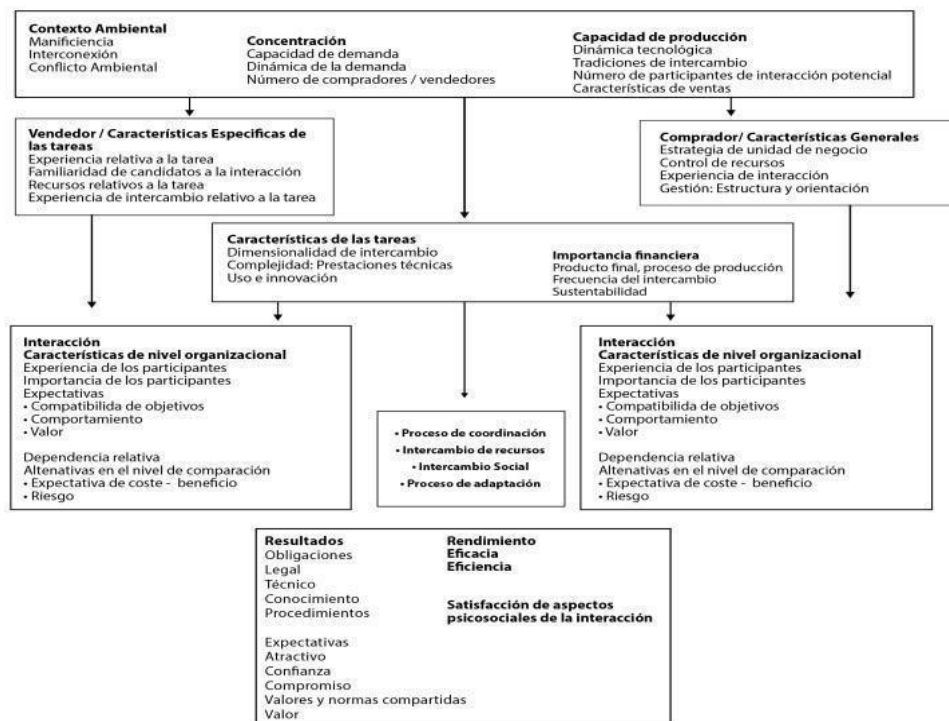 Contexto Ambiental
Manificiencia
Interconexión
Conflicto Ambiental
Concentración
Capacidad de demanda
Dinámica de la demanda
Número de compradores / vendedores
Capacidad de producción
Dinámica tecnológica
Tradiciones de intercambio
Número de participantes de interacción potencial
Características de ventas
Vendedor / Características Especificas de
las tareas
Experiencia relativa a la tarea
Familiaridad de candidatos a la interacción
Recursos relativos a la tarea
Experiencia de intercambio relativo a la tarea
Comprador/ Características Generales
Estrategia de unidad de negocio
Control de recursos
Experiencia de interacción
Gestión: Estructura y orientación
Características de las tareas
Dimensionalidad de intercambio
Complejidad: Prestaciones técnicas
Uso e innovación
Importancia financiera
Producto final, proceso de producción
Frecuencia del intercambio
Sustentabilidad
Interacción
Características de nivel organizacional
Experiencia de los participantes
Importancia de los participantes
Expectativas
• Compatibilida de objetivos
• Comportamiento
• Valor
Dependencia relativa
Altenativas en el nivel de comparación
• Expectativa de coste - beneficio
• Riesgo
• Proceso de coordinación
• Intercambio de recursos
• Intercambio Social
• Proceso de adaptación
Interacción
Características de nivel organizacional
Experiencia de los participantes
Importancia de los participantes
Expectativas
• Compatibilida de objetivos
• Comportamiento
• Valor
Dependencia relativa
Altenativas en el nivel de comparación
• Expectativa de coste - beneficio
• Riesgo
Resultados
Obligaciones
Legal
Técnico
Conocimiento
Procedimientos
Expectativas
Atractivo
Confianza
Compromiso
Valores y normas compartidas
Valor
Rendimiento
Eficacia
Eficiencia
Satisfacción de aspectos
psicosociales de la interacción